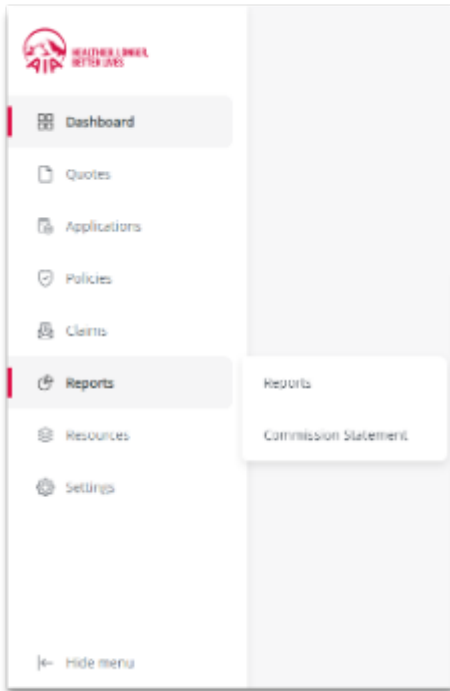 AIA
HEALTHIER, LONGER,
BETTER LIVES
Dashboard
Quotes
Applications
Policies
Claims
Reports
Reports
Commission Statement
Resources
Settings
Hide menu